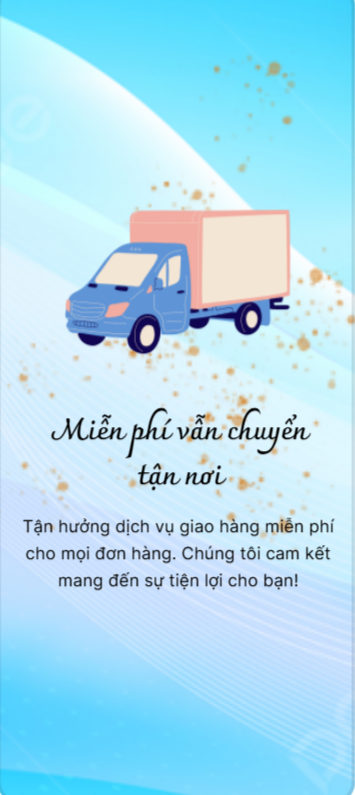 Miễn phí vẫn chuyển
tận nơi
Tận hưởng dịch vụ giao hàng miễn phí
cho mọi đơn hàng. Chúng tôi cam kết
mang đến sự tiện lợi cho bạn!